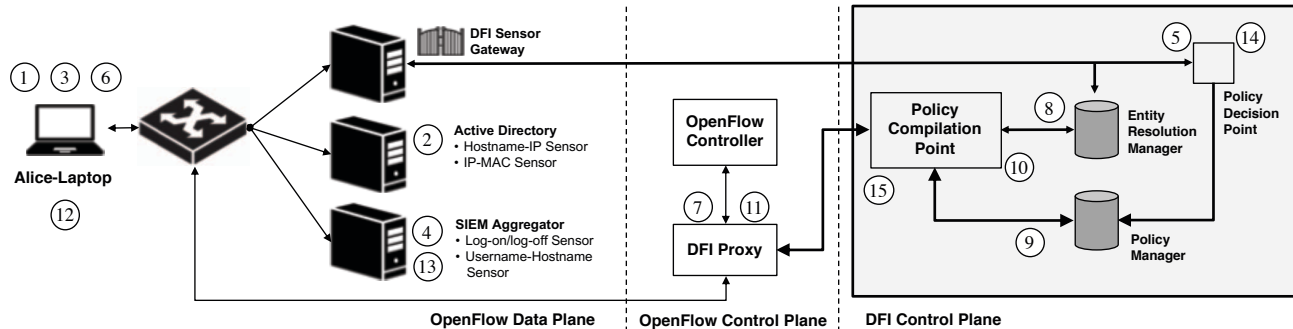 DFI Sensor
Gateway
1
3
6
Alice-Laptop
12
2
Active Directory
• Hostname-IP Sensor
• IP-MAC Sensor
4
13
SIEM Aggregator
• Log-on/log-off Sensor
• Username-Hostname
Sensor
OpenFlow Data Plane
OpenFlow
Controller
7
11
DFI Proxy
OpenFlow Control Plane
5
14
Policy
Decision
Point
Policy
Compilation
Point
8
Entity
Resolution
Manager
10
15
9
Policy
Manager
DFI Control Plane